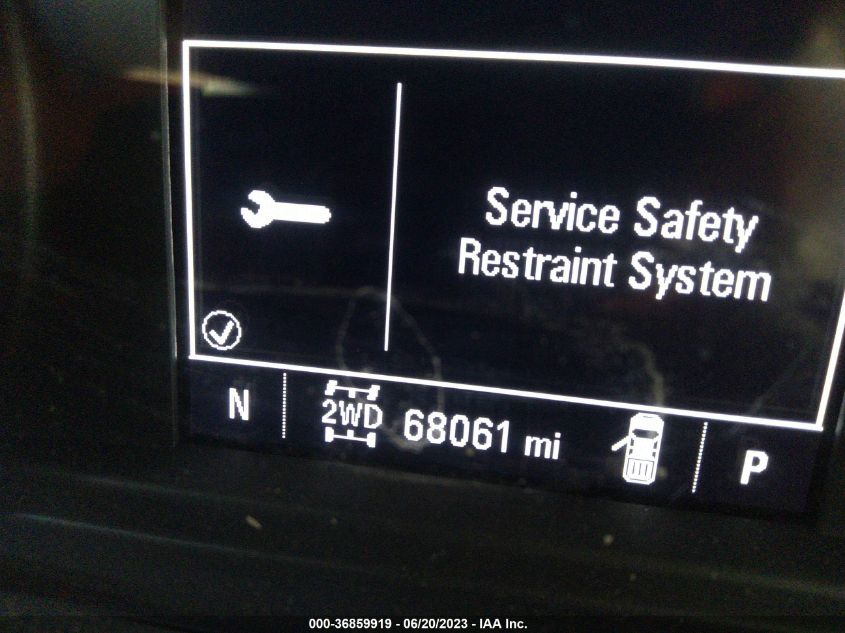 Service Safety
Restraint System
N 2WD 68061 mi P
000-36859919 - 06/20/2023 - IAA Inc.